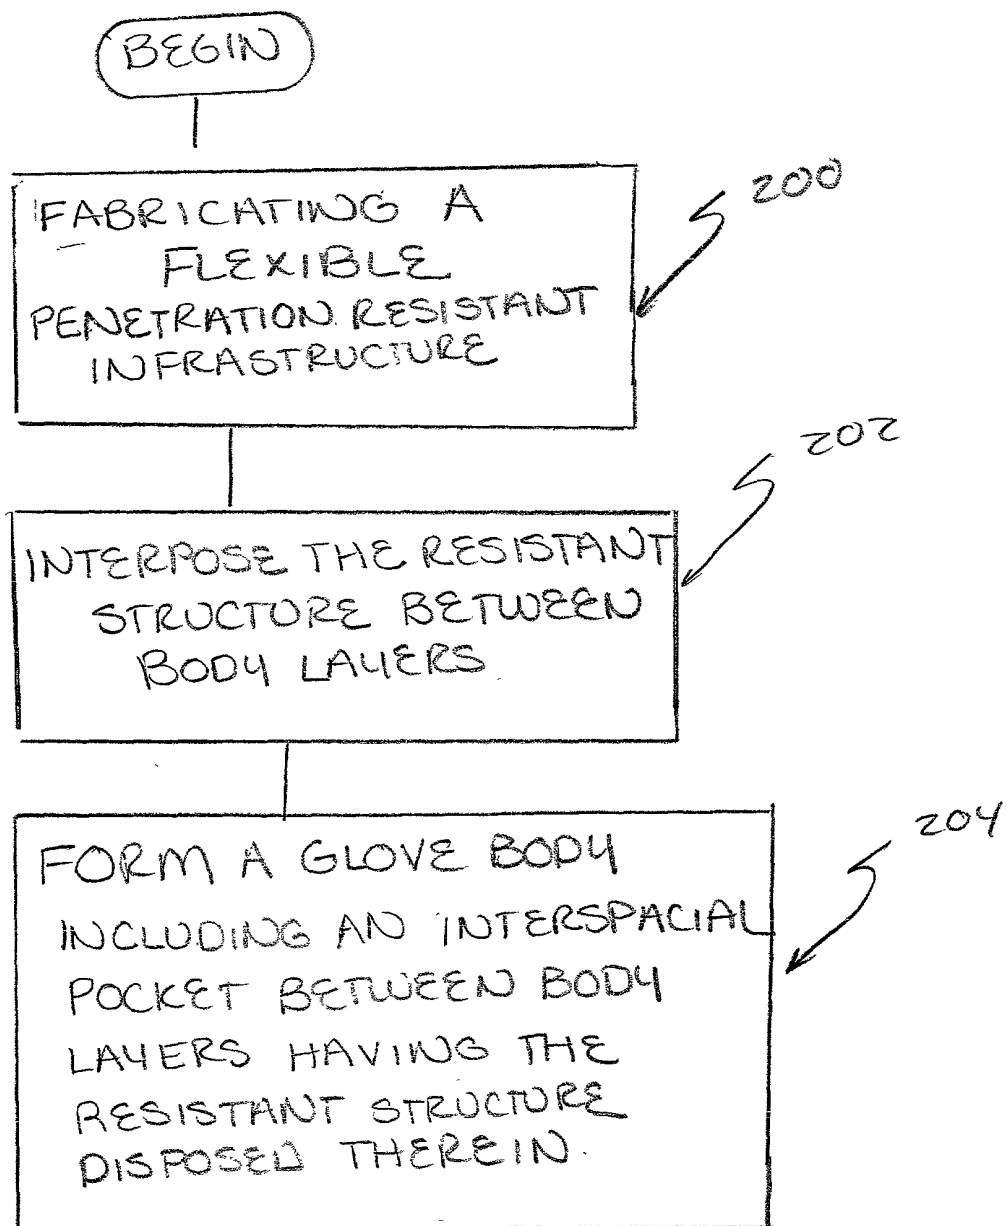 BEGIN
FABRICATING A
FLEXIBLE
PENETRATION RESISTANT
INFRASTRUCTURE
200
INTERPOSE THE RESISTANT
STRUCTURE BETWEEN
BODY LAYERS
202
FORM A GLOVE BODY
INCLUDING AN INTERSPACIAL
POCKET BETWEEN BODY
LAYERS HAVING THE
RESISTANT STRUCTURE
DISPOSED THEREIN.
204